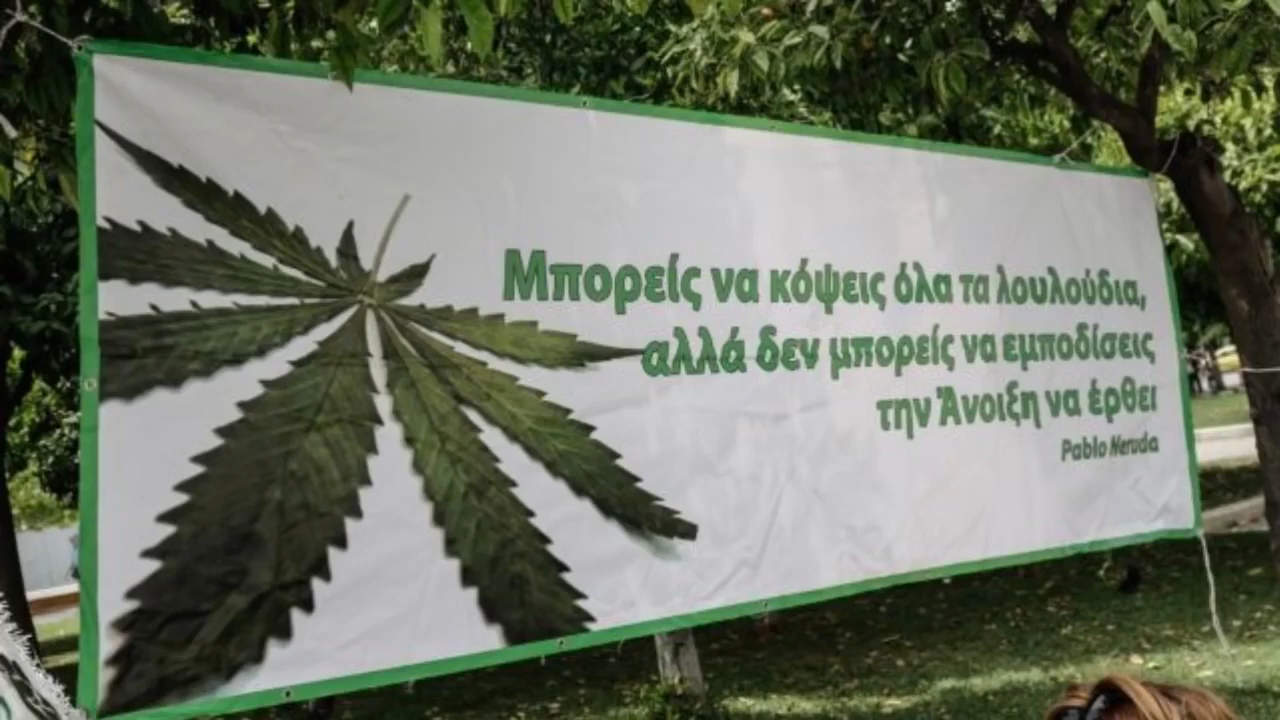 Μπορείς να κόψεις όλα τα λουλούδια,
αλλά δεν μπορείς να εμποδίσεις
την Άνοιξη να έρθει
Pablo Neruda